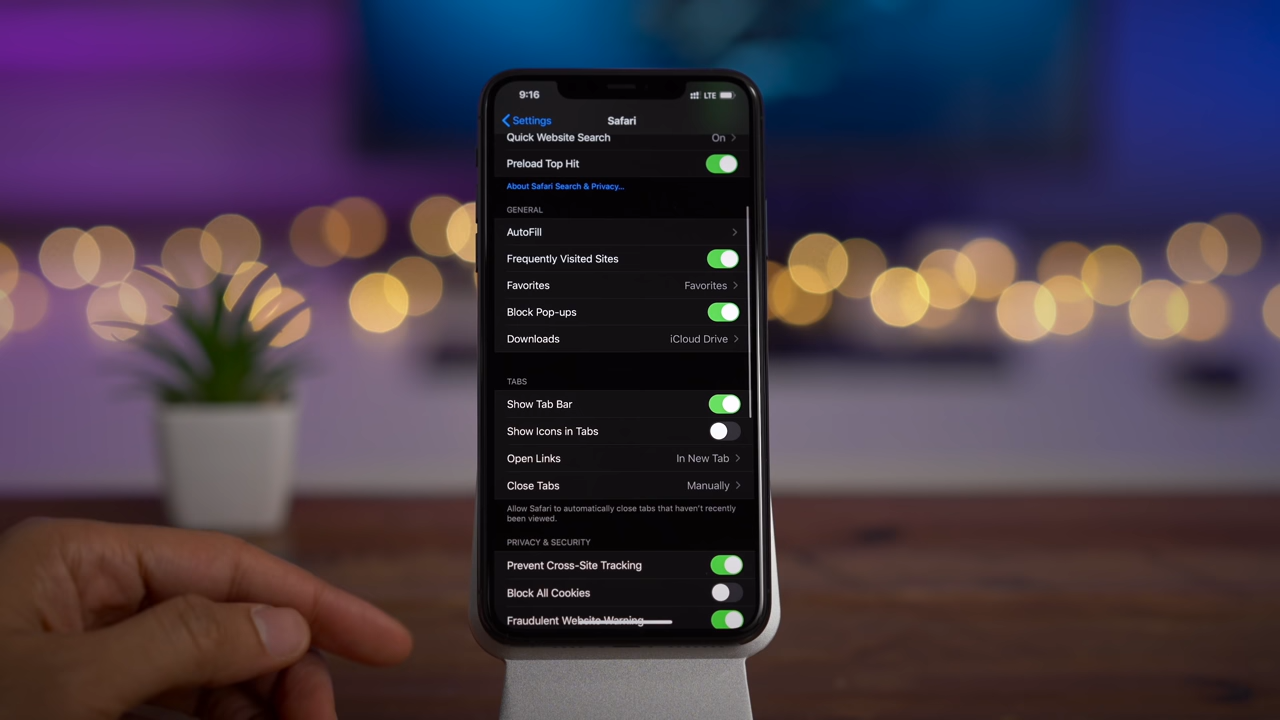 9:16 LTE
Settings Safari
Quick Website Search On
Preload Top Hit
About Safari Search & Privacy...
GENERAL
AutoFill
Frequently Visited Sites
Favorites Favorites
Block Pop-ups
Downloads iCloud Drive
TABS
Show Tab Bar
Show Icons in Tabs
Open Links In New Tab
Close Tabs Manually
Allow Safari to automatically close tabs that haven't recently
been viewed.
PRIVACY & SECURITY
Prevent Cross-Site Tracking
Block All Cookies
Fraudulent Website Warning